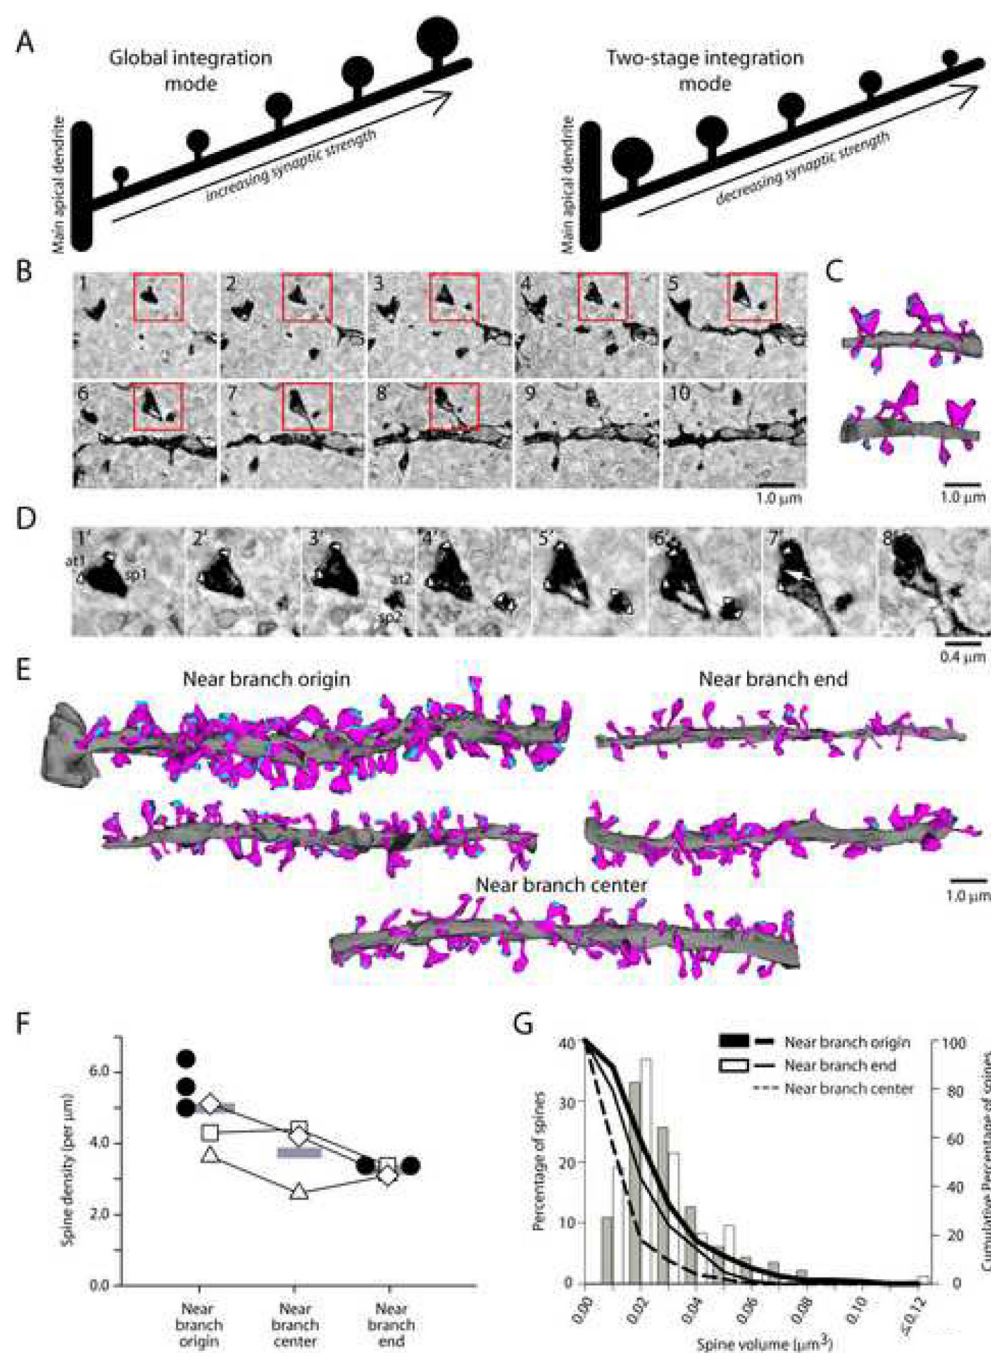 A
Global integration
mode
Main apical dendrite
increasing synaptic strength
Two-stage integration
mode
Main apical dendrite
decreasing synaptic strength
B
1
2
3
4
5
6
7
8
9
10
1.0 μm
C
1.0 μm
D
1'
at1
sp1
2'
3'
at2
sp2
4'
5'
6'
7'
8'
0.4 μm
E
Near branch origin
Near branch end
Near branch center
1.0 μm
F
Spine density (per μm)
6.0
4.0
2.0
0.0
Near
branch
origin
Near
branch
center
Near
branch
end
G
Percentage of spines
40
30
20
10
0
Near branch origin
Near branch end
Near branch center
100
80
60
40
20
0
Cumulative Percentage of spines
0.00
0.02
0.04
0.06
0.08
0.10
≤0.12
Spine volume (μm³)